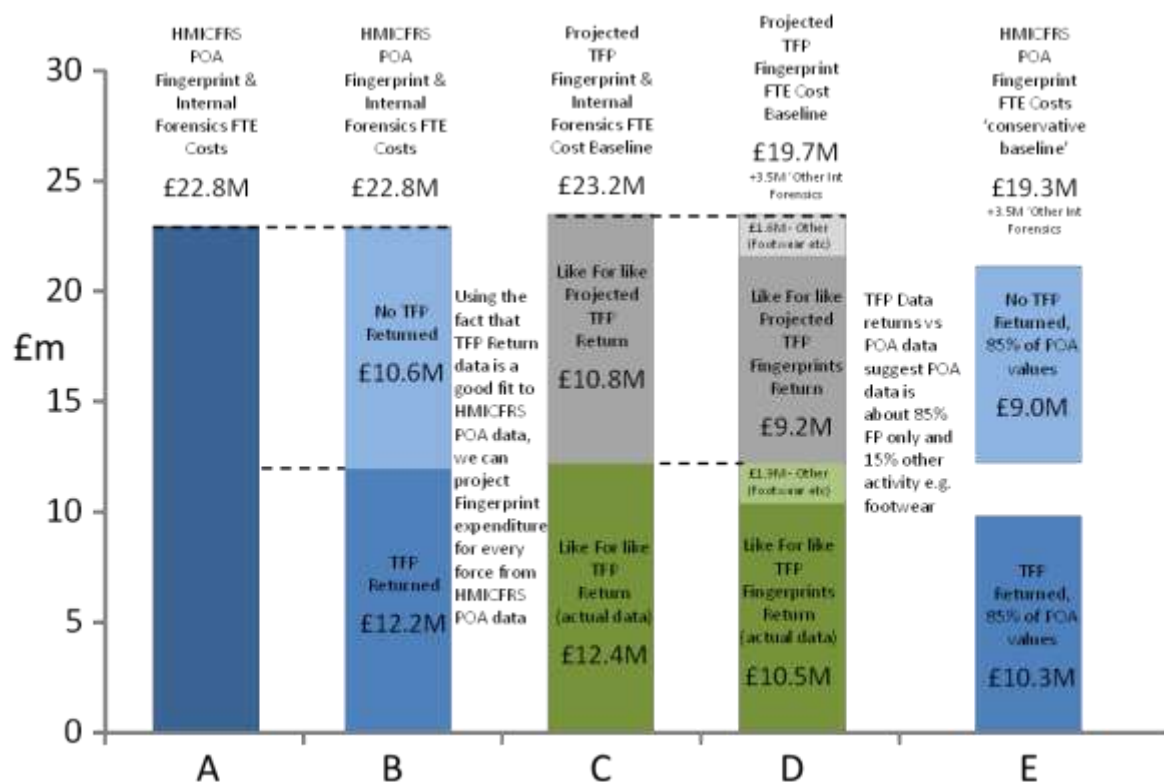 HMICFRS
POA
Fingerprint &
Internal
Forensics FTE
Costs
£22.8M
HMICFRS
POA
Fingerprint &
Internal
Forensics FTE
Costs
£22.8M
Projected
TFP
Fingerprint &
Internal
Forensics FTE
Cost Baseline
£23.2M
Projected
TFP
Fingerprint
FTE Cost
Baseline
£19.7M
+3.5M 'Other Int
Forensics
HMICFRS
POA
Fingerprint
FTE Costs
'conservative
baseline'
£19.3M
+3.5M 'Other Int
Forensics
30
25
20
£m
15
10
5
0
No TFP
Returned
£10.6M
TFP
Returned
£12.2M
Using the
fact that
TFP Return
data is a
good fit to
HMICFRS
POA data,
we can
project
Fingerprint
expenditure
for every
force from
HMICFRS
POA data
Like For like
Projected
TFP
Return
£10.8M
Like For like
TFP
Return
(actual data)
£12.4M
£1.6M - Other
(Footwear etc)
Like For like
Projected
TFP
Fingerprints
Return
£9.2M
£1.9M - Other
(Footwear etc)
Like For like
TFP
Fingerprints
Return
(actual data)
£10.5M
TFP Data
returns vs
POA data
suggest POA
data is
about 85%
FP only and
15% other
activity e.g.
footwear
No TFP
Returned,
85% of POA
values
£9.0M
TFP
Returned,
85% of POA
values
£10.3M
A
B
C
D
E